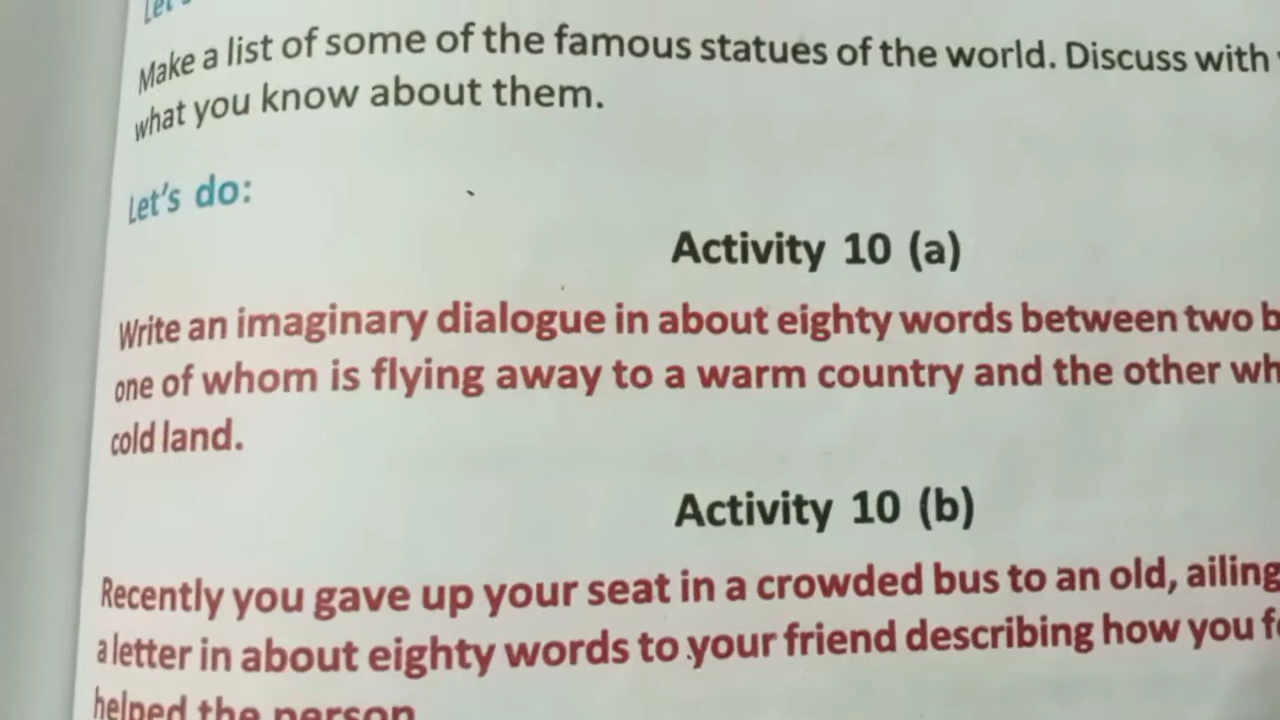 Let's
Make a list of some of the famous statues of the world. Discuss with
what you know about them.
Let's do:
Activity 10 (a)
Write an imaginary dialogue in about eighty words between two
one of whom is flying away to a warm country and the other
cold land.
Activity 10 (b)
Recently you gave up your seat in a crowded bus to an old, ailing
a letter in about eighty words to your friend describing how you
helped the person